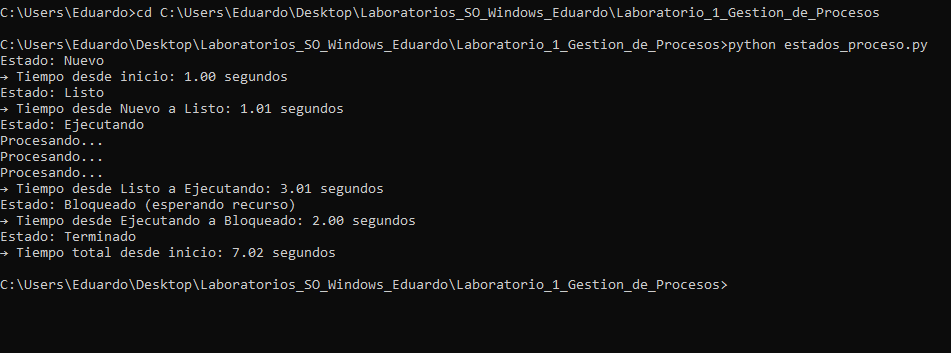 C:\Users\Eduardo>cd C:\Users\Eduardo\Desktop\Laboratorios_SO_Windows_Eduardo\Laboratorio_1_Gestion_de_Procesos
C:\Users\Eduardo\Desktop\Laboratorios_SO_Windows_Eduardo\Laboratorio_1_Gestion_de_Procesos>python estados_proceso.py
Estado: Nuevo
→ Tiempo desde inicio: 1.00 segundos
Estado: Listo
→ Tiempo desde Nuevo a Listo: 1.01 segundos
Estado: Ejecutando
Procesando...
Procesando...
Procesando...
→ Tiempo desde Listo a Ejecutando: 3.01 segundos
Estado: Bloqueado (esperando recurso)
→ Tiempo desde Ejecutando a Bloqueado: 2.00 segundos
Estado: Terminado
→ Tiempo total desde inicio: 7.02 segundos
C:\Users\Eduardo\Desktop\Laboratorios_SO_Windows_Eduardo\Laboratorio_1_Gestion_de_Procesos>